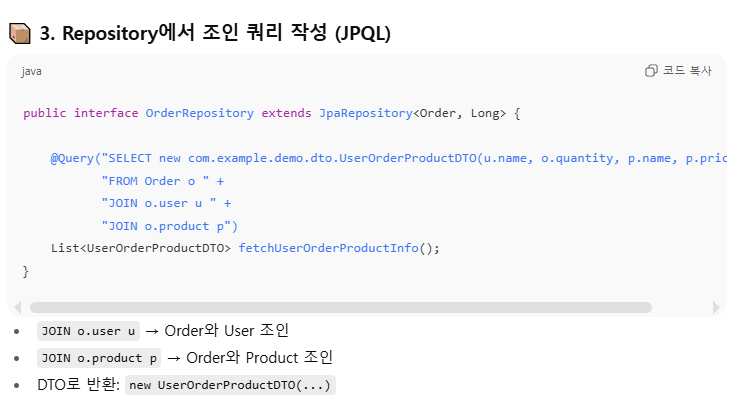 3. Repository에서 조인 쿼리 작성 (JPQL)
java
코드 복사
public interface OrderRepository extends JpaRepository<Order, Long> {
@Query("SELECT new com.example.demo.dto.UserOrderProductDTO(u.name, o.quantity, p.name, p.pric
"FROM Order o " +
"JOIN o.user u " +
"JOIN o.product p")
List<UserOrderProductDTO> fetchUserOrderProductInfo();
}
• JOIN o.user u → Order와 User 조인
• JOIN o.product p → Order와 Product 조인
• DTO로 반환: new UserOrderProductDTO(...)